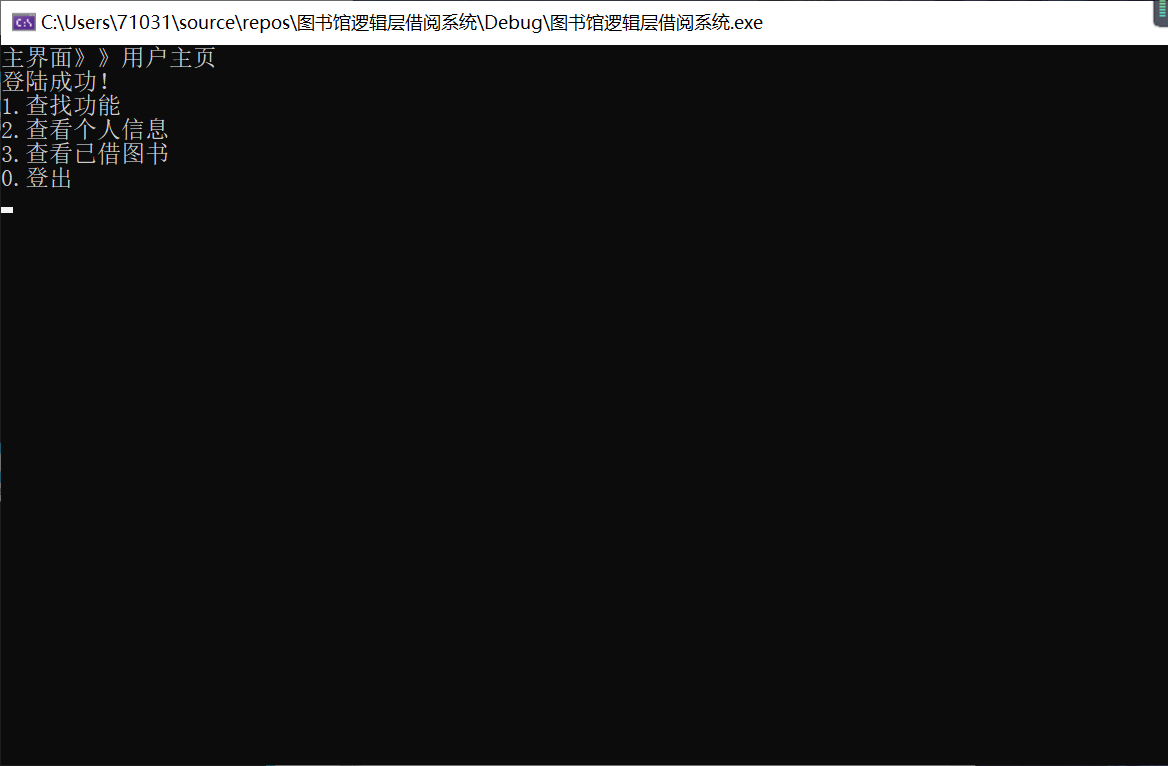 C:\Users\71031\source\repos\图书馆逻辑层借阅系统\Debug\图书馆逻辑层借阅系统.exe
主界面》》用户主页
登陆成功！
1.查找功能
2.查看个人信息
3.查看已借图书
0.登出